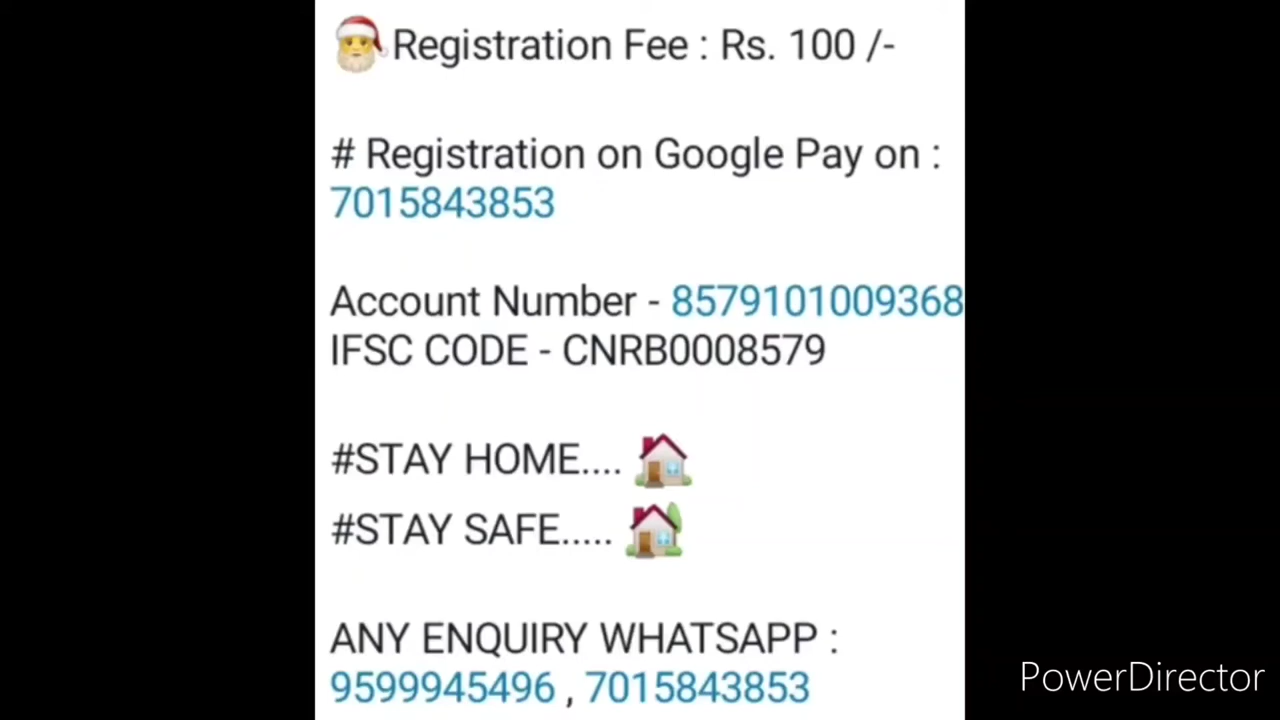 🎅Registration Fee : Rs. 100 /-
# Registration on Google Pay on :
7015843853
Account Number - 8579101009368
IFSC CODE - CNRB0008579
#STAY HOME.... 🏠
#STAY SAFE..... 🏡
ANY ENQUIRY WHATSAPP :
9599945496 , 7015843853
PowerDirector